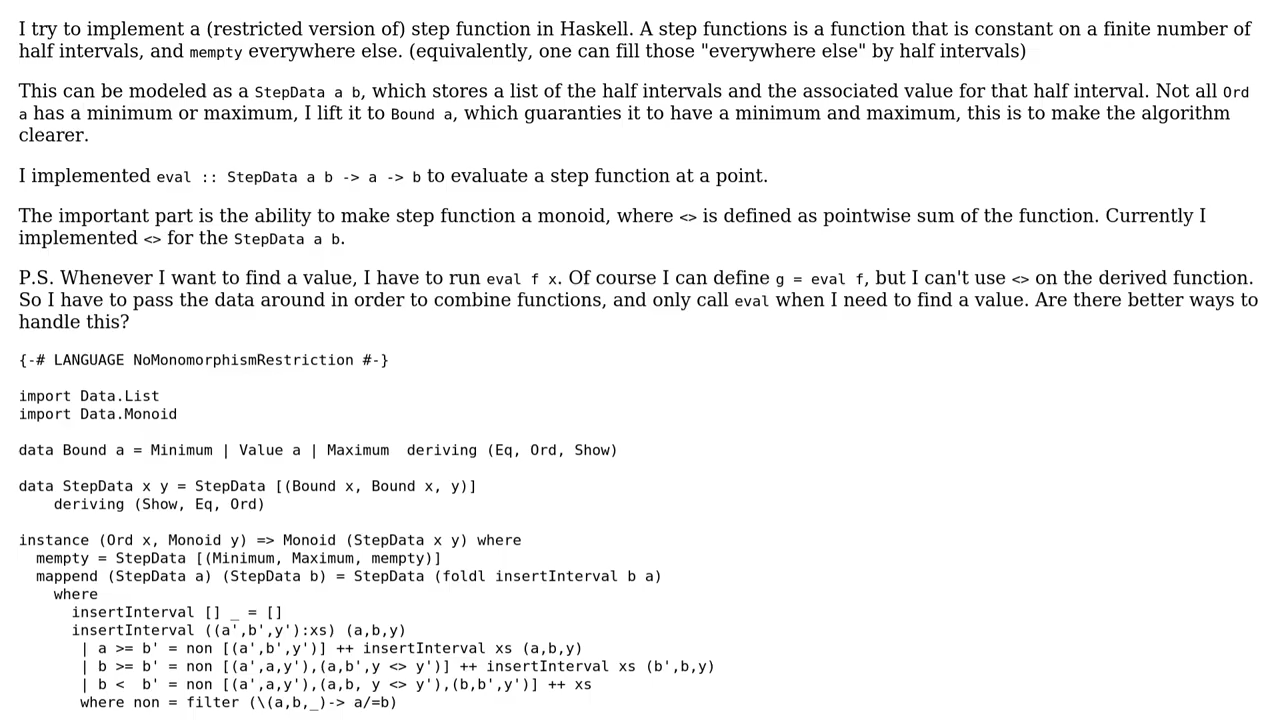 I try to implement a (restricted version of) step function in Haskell. A step functions is a function that is constant on a finite number of
half intervals, and mempty everywhere else. (equivalently, one can fill those "everywhere else" by half intervals)
This can be modeled as a StepData a b, which stores a list of the half intervals and the associated value for that half interval. Not all Ord
a has a minimum or maximum, I lift it to Bound a, which guaranties it to have a minimum and maximum, this is to make the algorithm
clearer.
I implemented eval :: StepData a b -> a -> b to evaluate a step function at a point.
The important part is the ability to make step function a monoid, where <> is defined as pointwise sum of the function. Currently I
implemented <> for the StepData a b.
P.S. Whenever I want to find a value, I have to run eval f x. Of course I can define g = eval f, but I can't use <> on the derived function.
So I have to pass the data around in order to combine functions, and only call eval when I need to find a value. Are there better ways to
handle this?
{-# LANGUAGE NoMonomorphismRestriction #-}
import Data.List
import Data.Monoid
data Bound a = Minimum | Value a | Maximum  deriving (Eq, Ord, Show)
data StepData x y = StepData [(Bound x, Bound x, y)]
    deriving (Show, Eq, Ord)
instance (Ord x, Monoid y) => Monoid (StepData x y) where
  mempty = StepData [(Minimum, Maximum, mempty)]
  mappend (StepData a) (StepData b) = StepData (foldl insertInterval b a)
    where
      insertInterval [] _ = []
      insertInterval ((a',b',y'):xs) (a,b,y)
       | a >= b' = non [(a',b',y')] ++ insertInterval xs (a,b,y)
       | b >= b' = non [(a',a,y'),(a,b',y <> y')] ++ insertInterval xs (b',b,y)
       | b <  b' = non [(a',a,y'),(a,b, y <> y'),(b,b',y')] ++ xs
       where non = filter (\(a,b,_)-> a/=b)